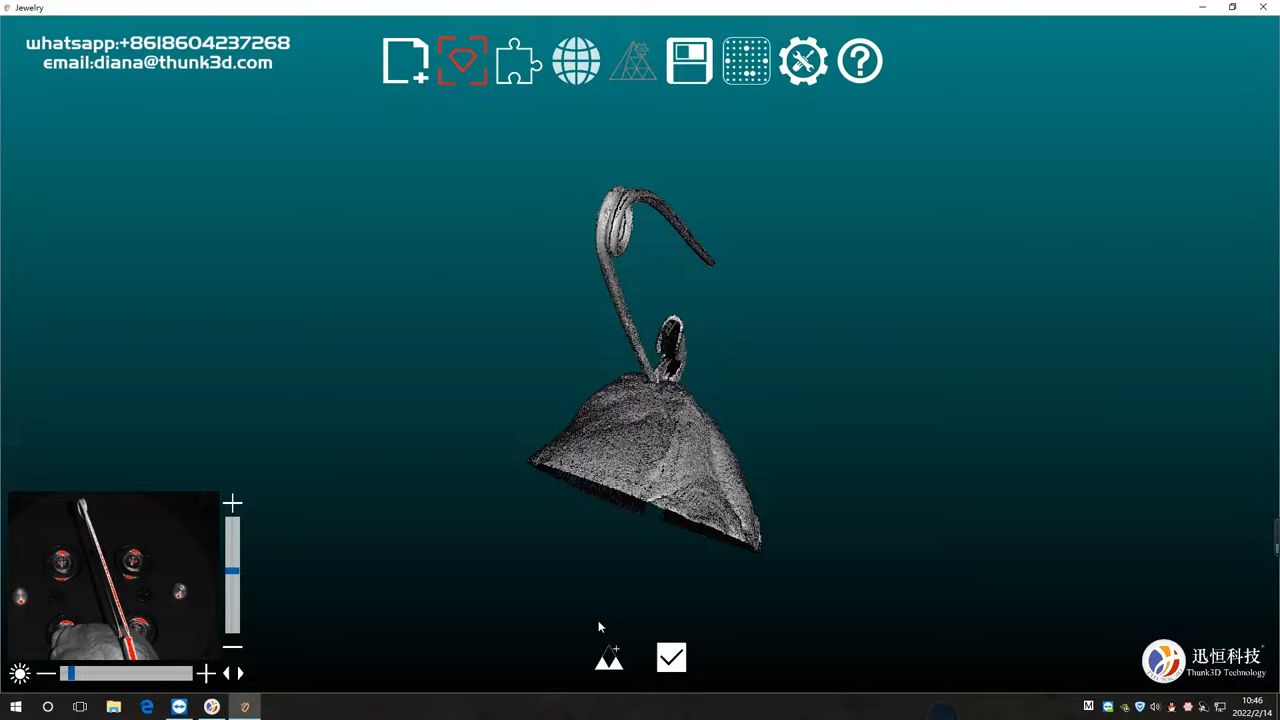 Jewelry
whatsapp:+8618604237268
email:diana@thunk3d.com
迅恒科技
Thunk3D Technology
10:46
2022/2/14